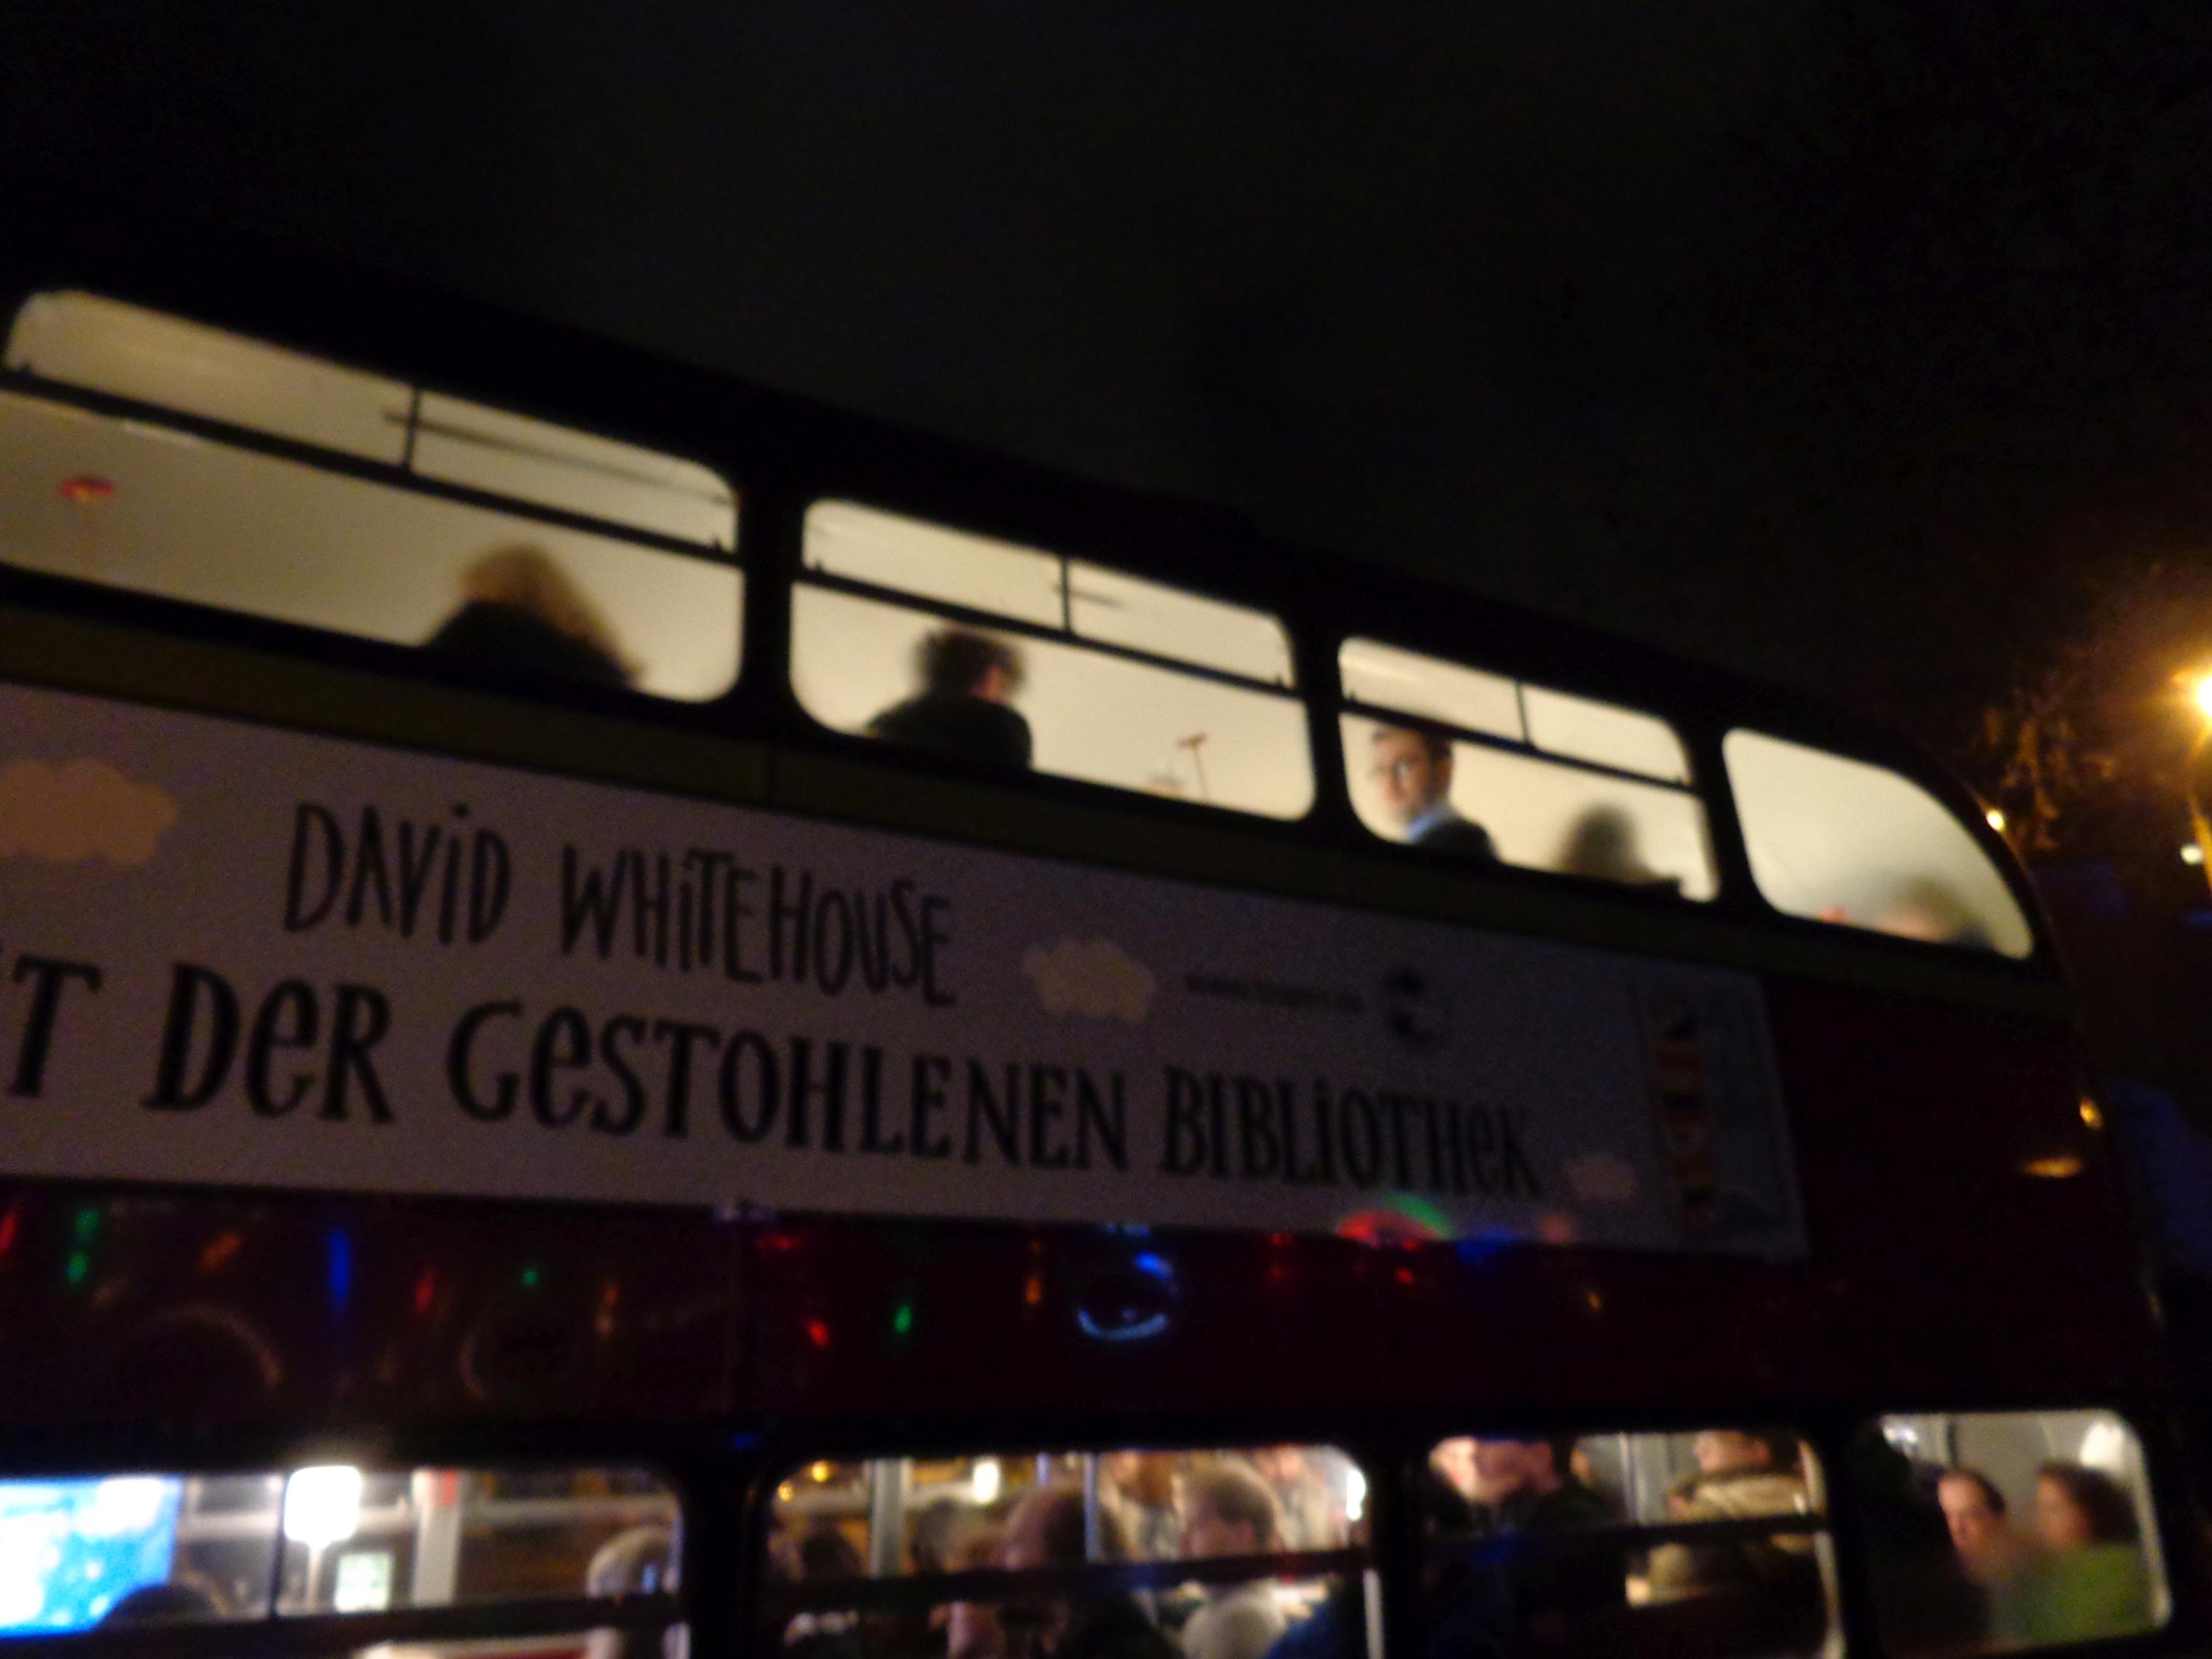 DAViD WHiTEHOUSE
T DeR GeSTOHLENEN BIBLiOTHeK